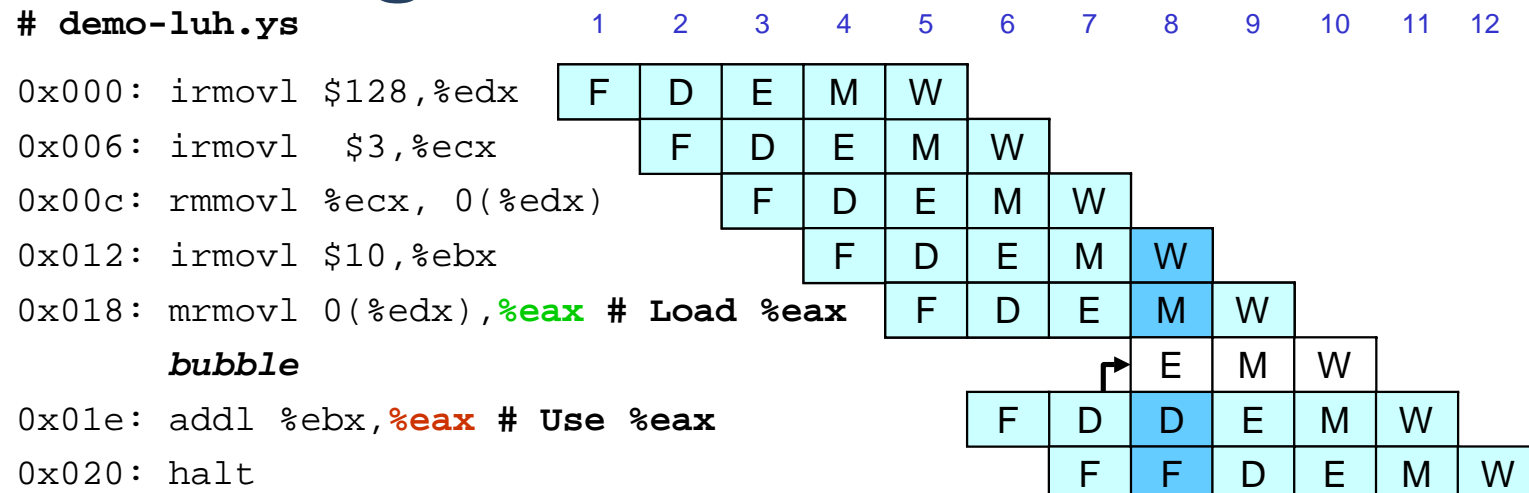 # demo-luh.ys 1 2 3 4 5 6 7 8 9 10 11 12
0x000: irmovl $128,%edx F D E M W
0x006: irmovl $3,%ecx F D E M W
0x00c: rmmovl %ecx, 0(%edx) F D E M W
0x012: irmovl $10,%ebx F D E M W
0x018: mrmovl 0(%edx),%eax # Load %eax F D E M W
bubble E M W
0x01e: addl %ebx,%eax # Use %eax F D D E M W
0x020: halt F F D E M W